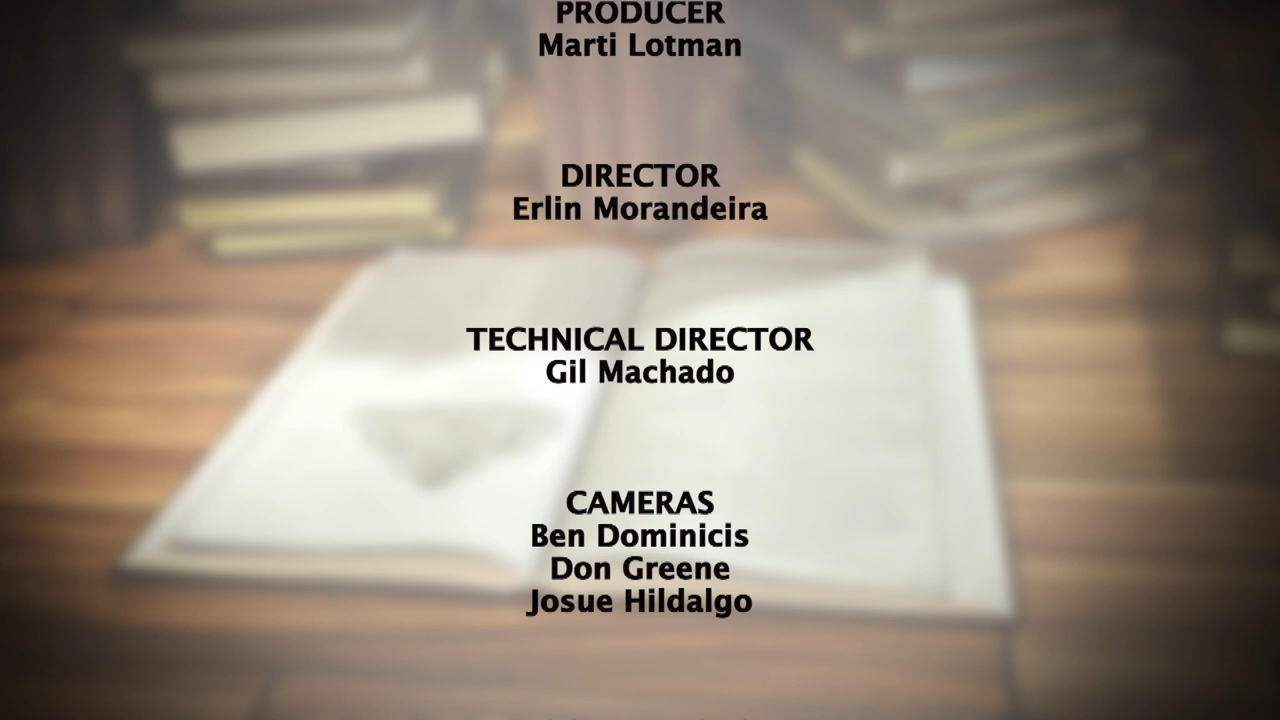 PRODUCER
Marti Lotman
DIRECTOR
Erlin Morandeira
TECHNICAL DIRECTOR
Gil Machado
CAMERAS
Ben Dominicis
Don Greene
Josue Hildalgo